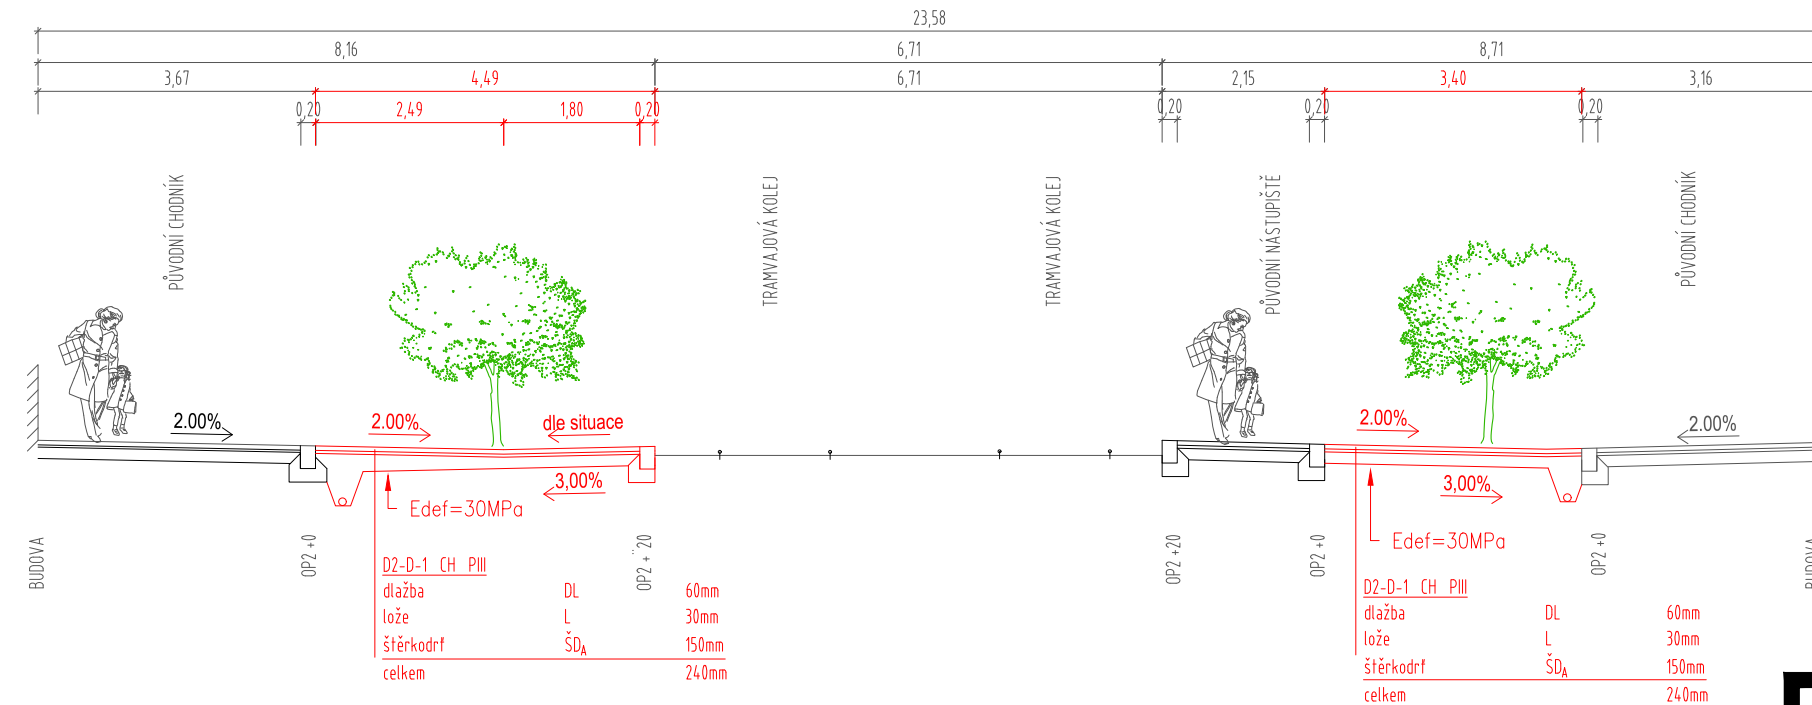 23,58
8,16 6,71 8,71
3,67 4,49 6,71 2,15 3,40 3,16
0,20 2,49 1,80 0,20 0,20 0,20 0,20
PŮVODNÍ CHODNÍK
TRAMVAJOVÁ KOLEJ
TRAMVAJOVÁ KOLEJ
PŮVODNÍ NÁSTUPIŠTĚ
PŮVODNÍ CHODNÍK
2.00% 2.00% dle situace 2.00% 2.00%
3,00% 3,00%
Edef=30MPa
Edef=30MPa
BUDOVA
OP2 +0
OP2 + 20
OP2 +20
OP2 +0
OP2 +0
BUDOVA
D2-D-1 CH PIII
dlažba DL 60mm
lože L 30mm
štěrkodrť ŠDA 150mm
celkem 240mm
D2-D-1 CH PIII
dlažba DL 60mm
lože L 30mm
štěrkodrť ŠDA 150mm
celkem 240mm